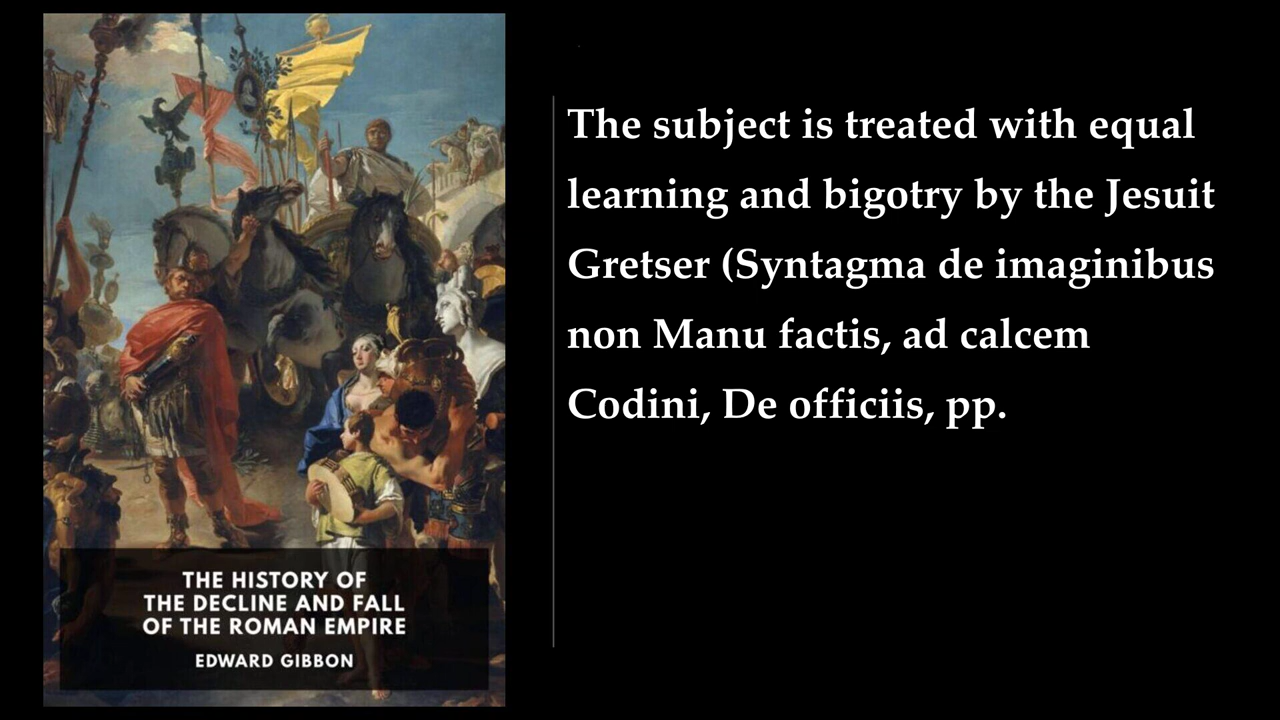 The subject is treated with equal
learning and bigotry by the Jesuit
Gretser (Syntagma de imaginibus
non Manu factis, ad calcem
Codini, De officiis, pp.
THE HISTORY OF
THE DECLINE AND FALL
OF THE ROMAN EMPIRE
EDWARD GIBBON